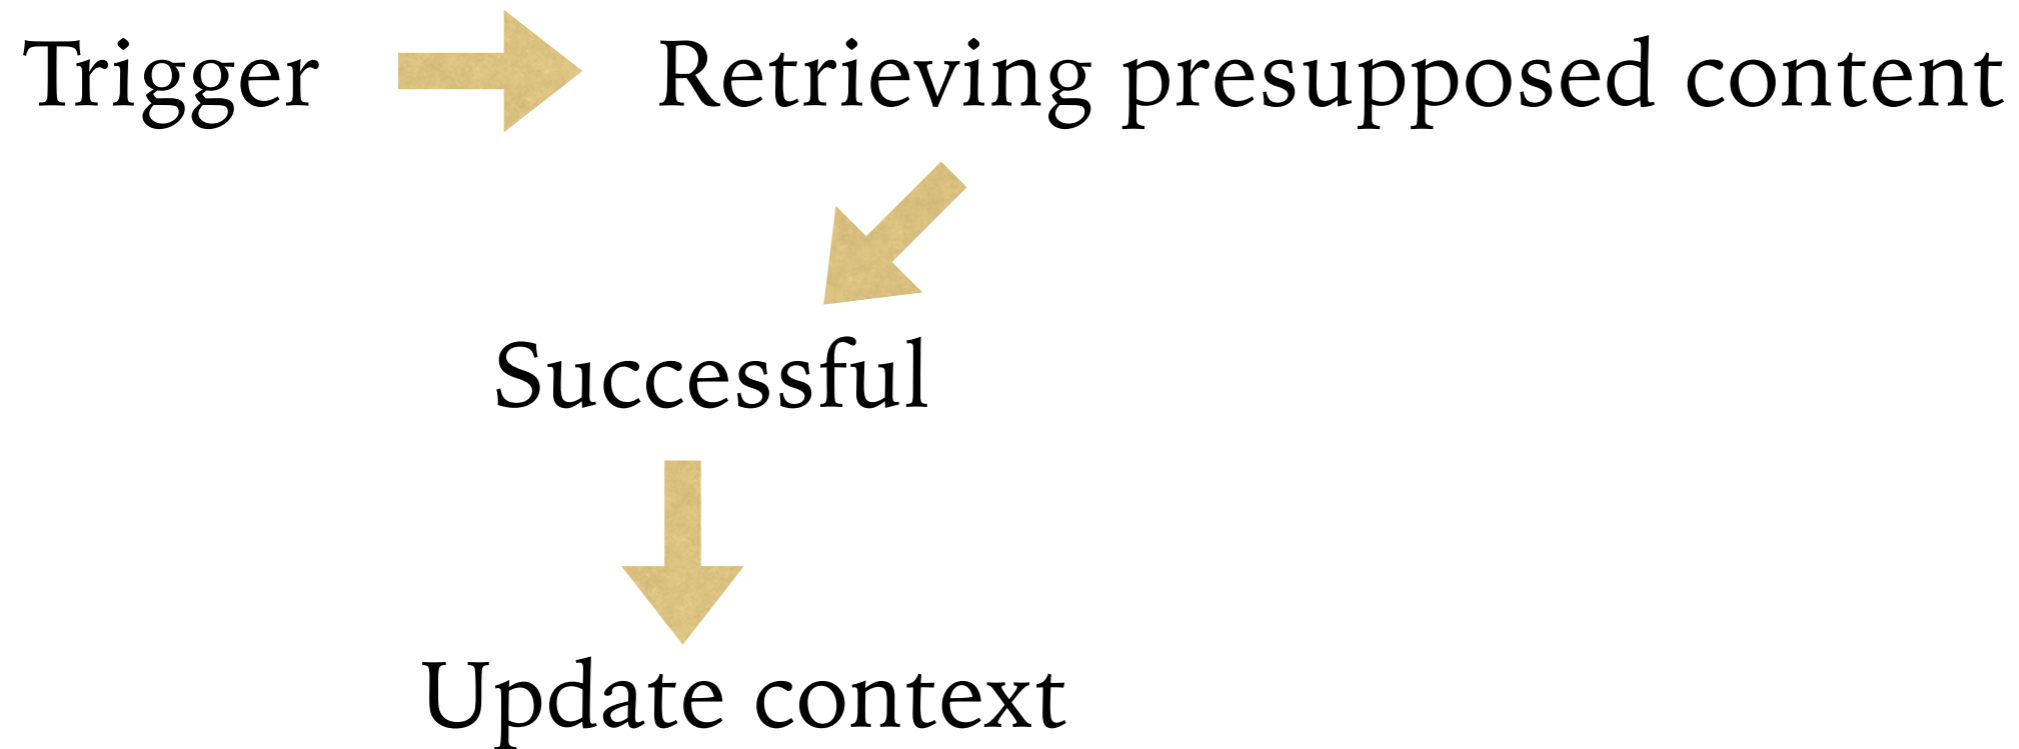 Trigger
Retrieving presupposed content
Successful
Update context